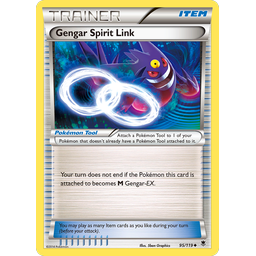 TRAINER ITEM
Gengar Spirit Link
Pokémon Tool
Attach a Pokémon Tool to 1 of your
Pokémon that doesn't already have a Pokémon Tool attached to it.
Your turn does not end if the Pokémon this card is
attached to becomes M Gengar-EX.
You may play as many Item cards as you like during your turn
(before your attack).
Illus. 5ban Graphics
95/119